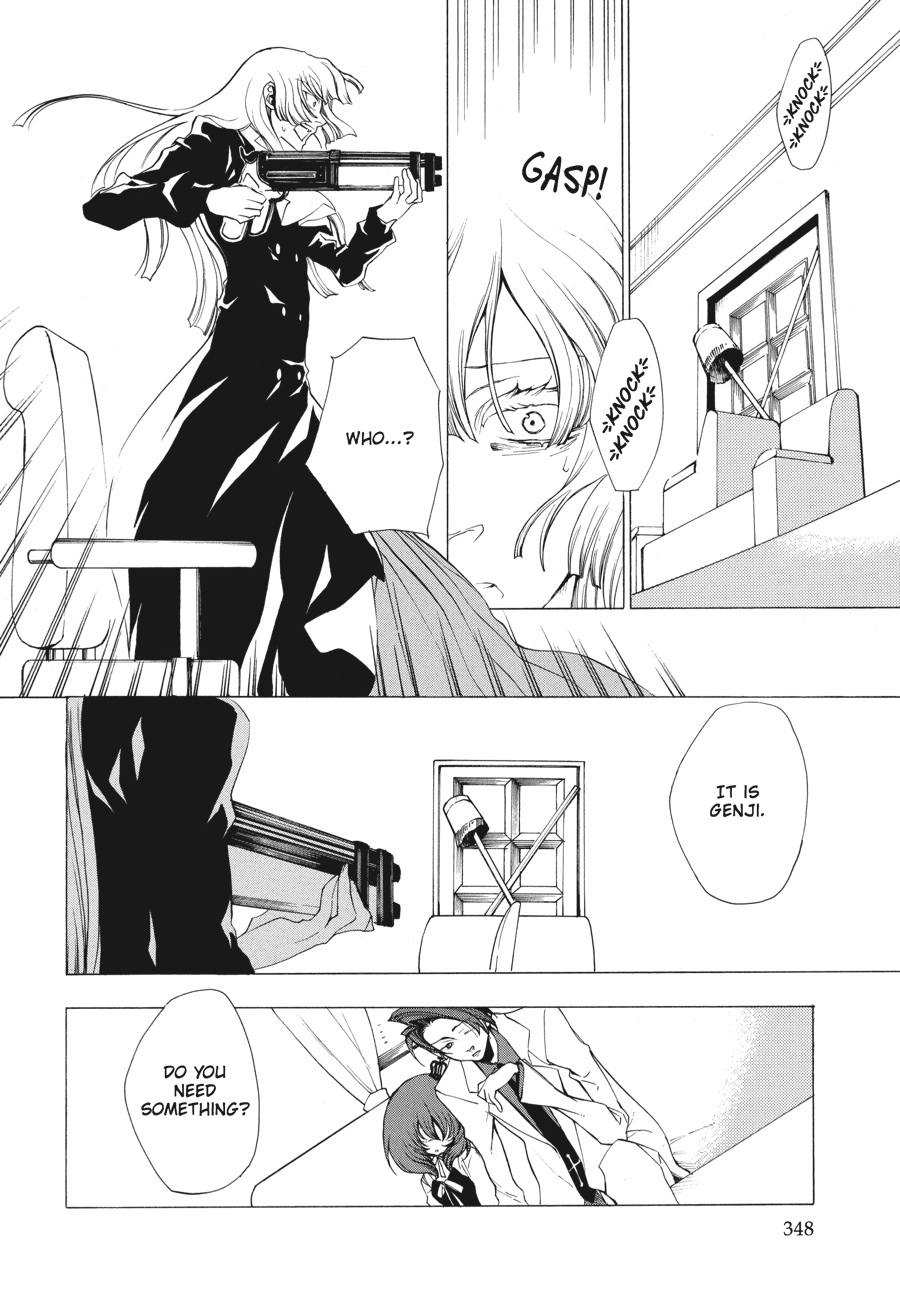 KNOCK
KNOCK
KNOCK
KNOCK
GASP!
WHO...?
IT IS
GENJI.
DO YOU
NEED
SOMETHING?
348